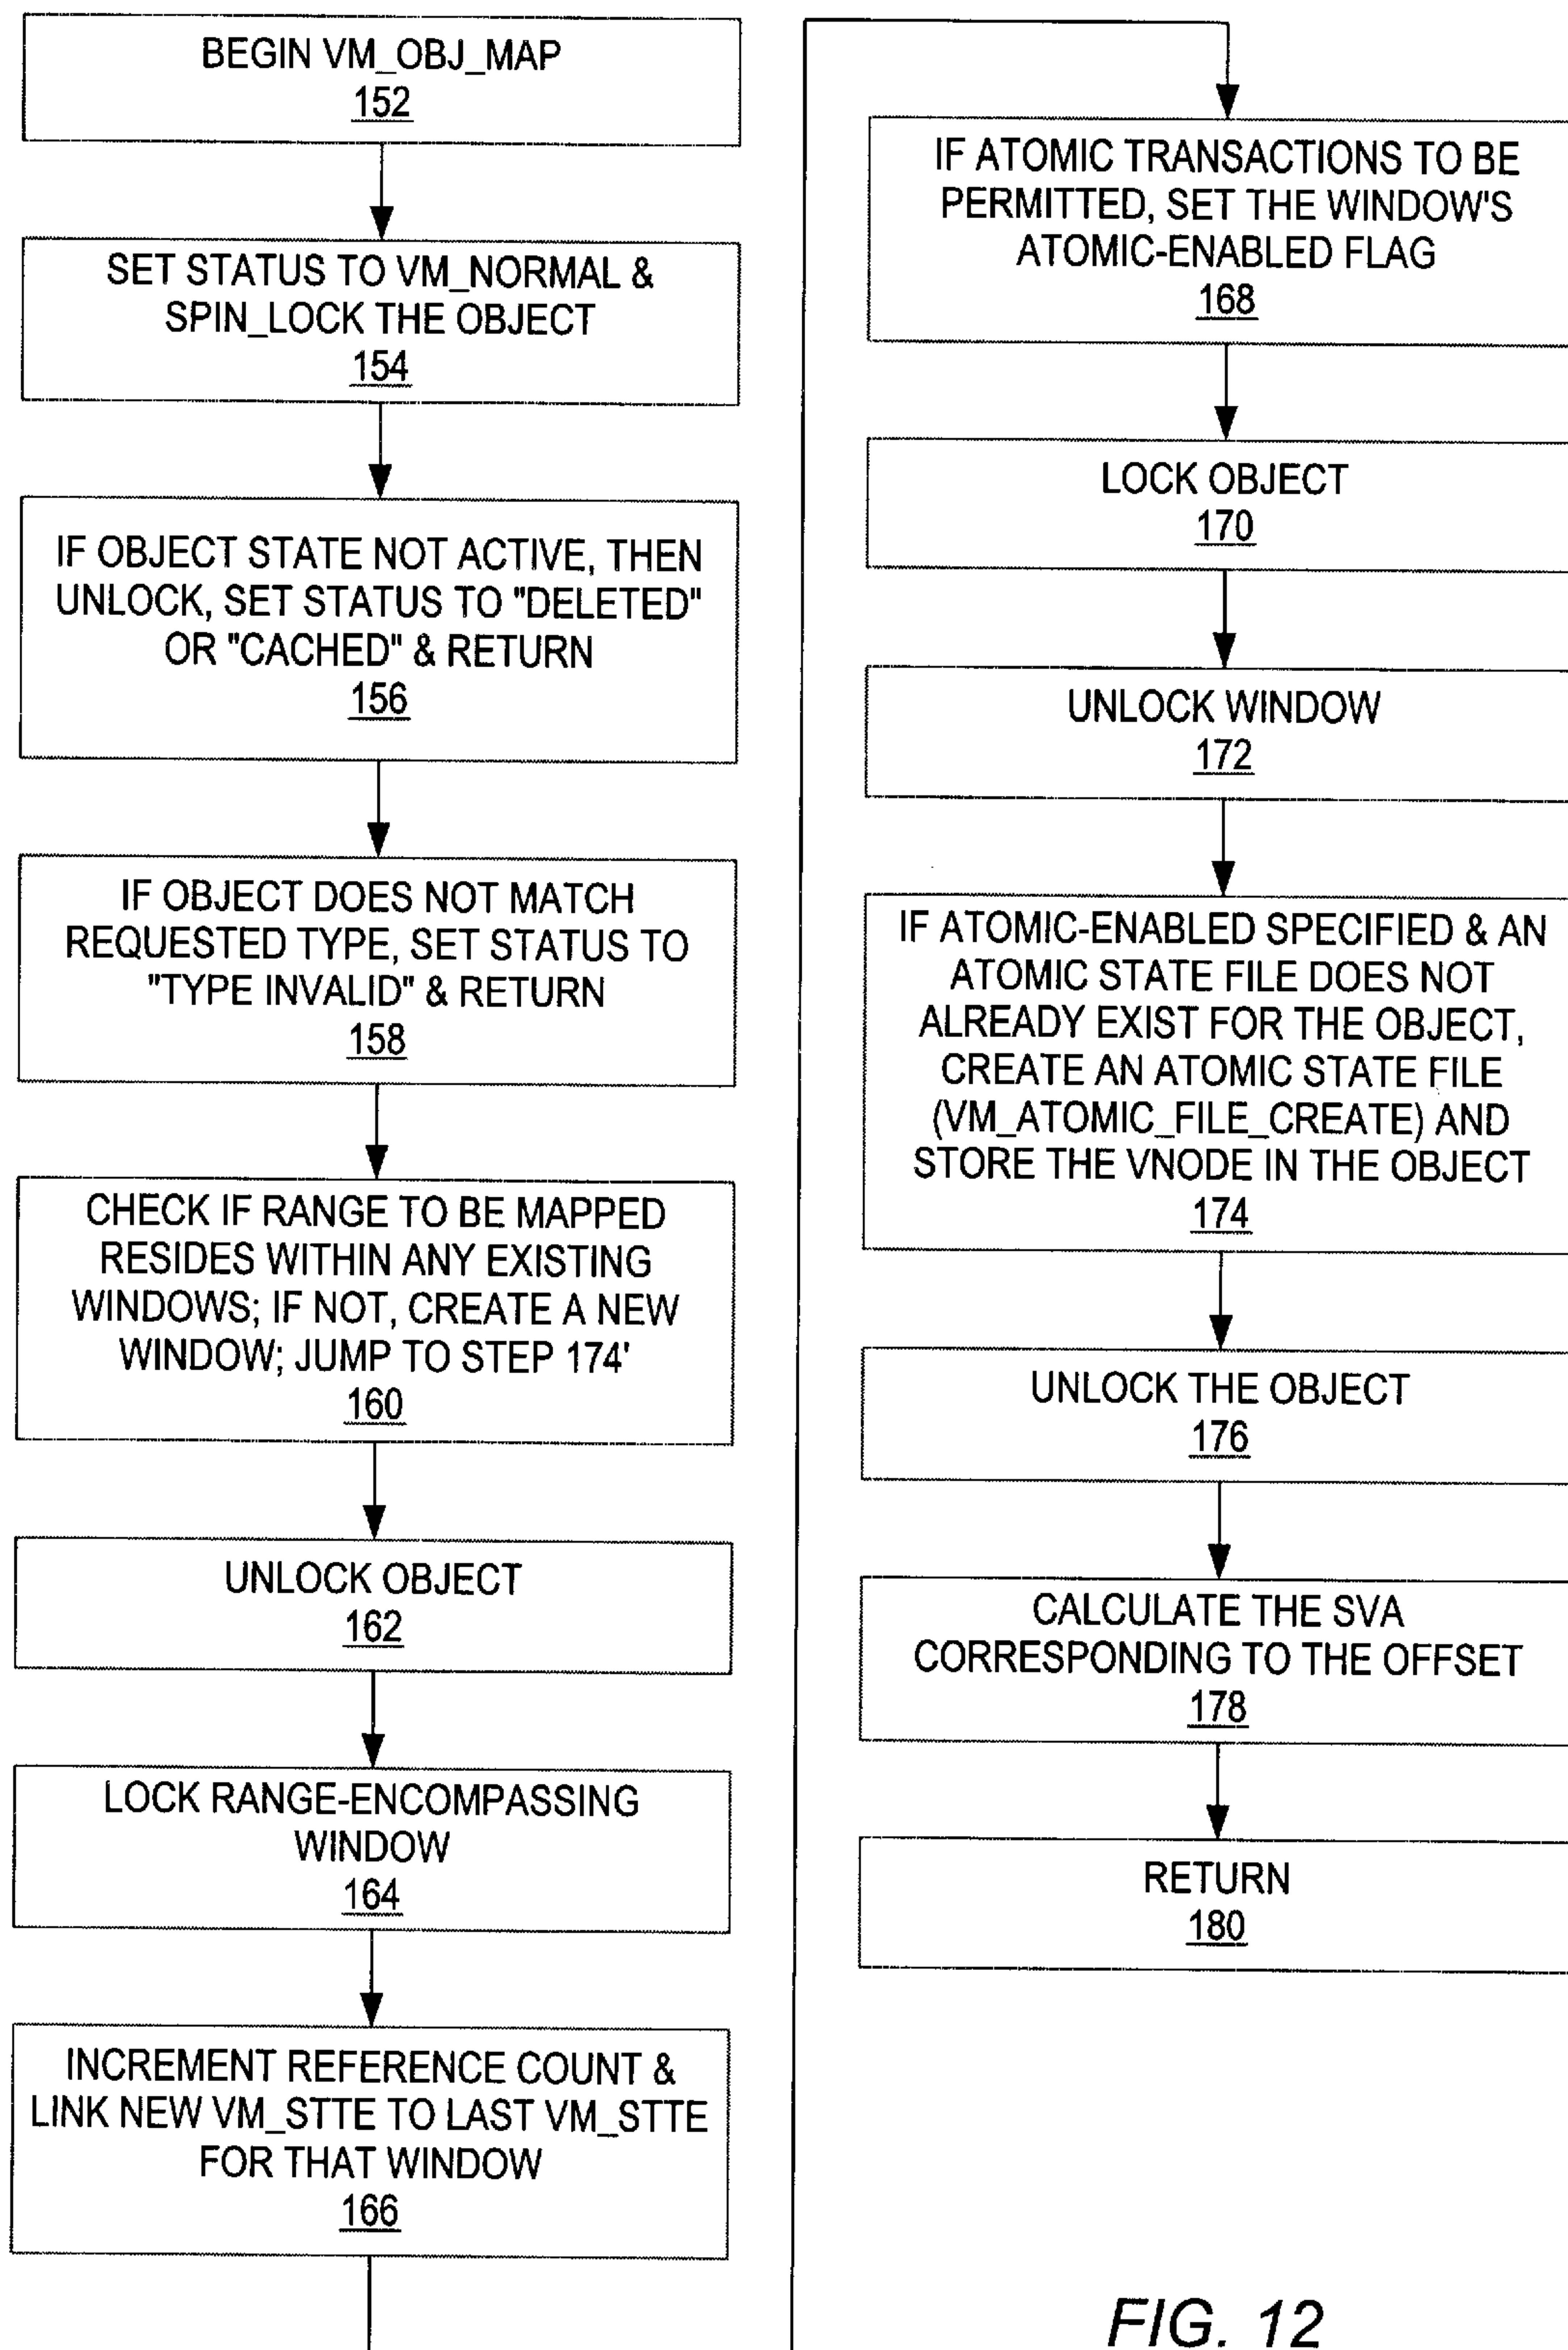 BEGIN VM_OBJ_MAP
152
SET STATUS TO VM_NORMAL &
SPIN_LOCK THE OBJECT
154
IF OBJECT STATE NOT ACTIVE, THEN
UNLOCK, SET STATUS TO "DELETED"
OR "CACHED" & RETURN
156
IF OBJECT DOES NOT MATCH
REQUESTED TYPE, SET STATUS TO
"TYPE INVALID" & RETURN
158
CHECK IF RANGE TO BE MAPPED
RESIDES WITHIN ANY EXISTING
WINDOWS; IF NOT, CREATE A NEW
WINDOW; JUMP TO STEP 174'
160
UNLOCK OBJECT
162
LOCK RANGE-ENCOMPASSING
WINDOW
164
INCREMENT REFERENCE COUNT &
LINK NEW VM_STTE TO LAST VM_STTE
FOR THAT WINDOW
166
IF ATOMIC TRANSACTIONS TO BE
PERMITTED, SET THE WINDOW'S
ATOMIC-ENABLED FLAG
168
LOCK OBJECT
170
UNLOCK WINDOW
172
IF ATOMIC-ENABLED SPECIFIED & AN
ATOMIC STATE FILE DOES NOT
ALREADY EXIST FOR THE OBJECT,
CREATE AN ATOMIC STATE FILE
(VM_ATOMIC_FILE_CREATE) AND
STORE THE VNODE IN THE OBJECT
174
UNLOCK THE OBJECT
176
CALCULATE THE SVA
CORRESPONDING TO THE OFFSET
178
RETURN
180
FIG. 12